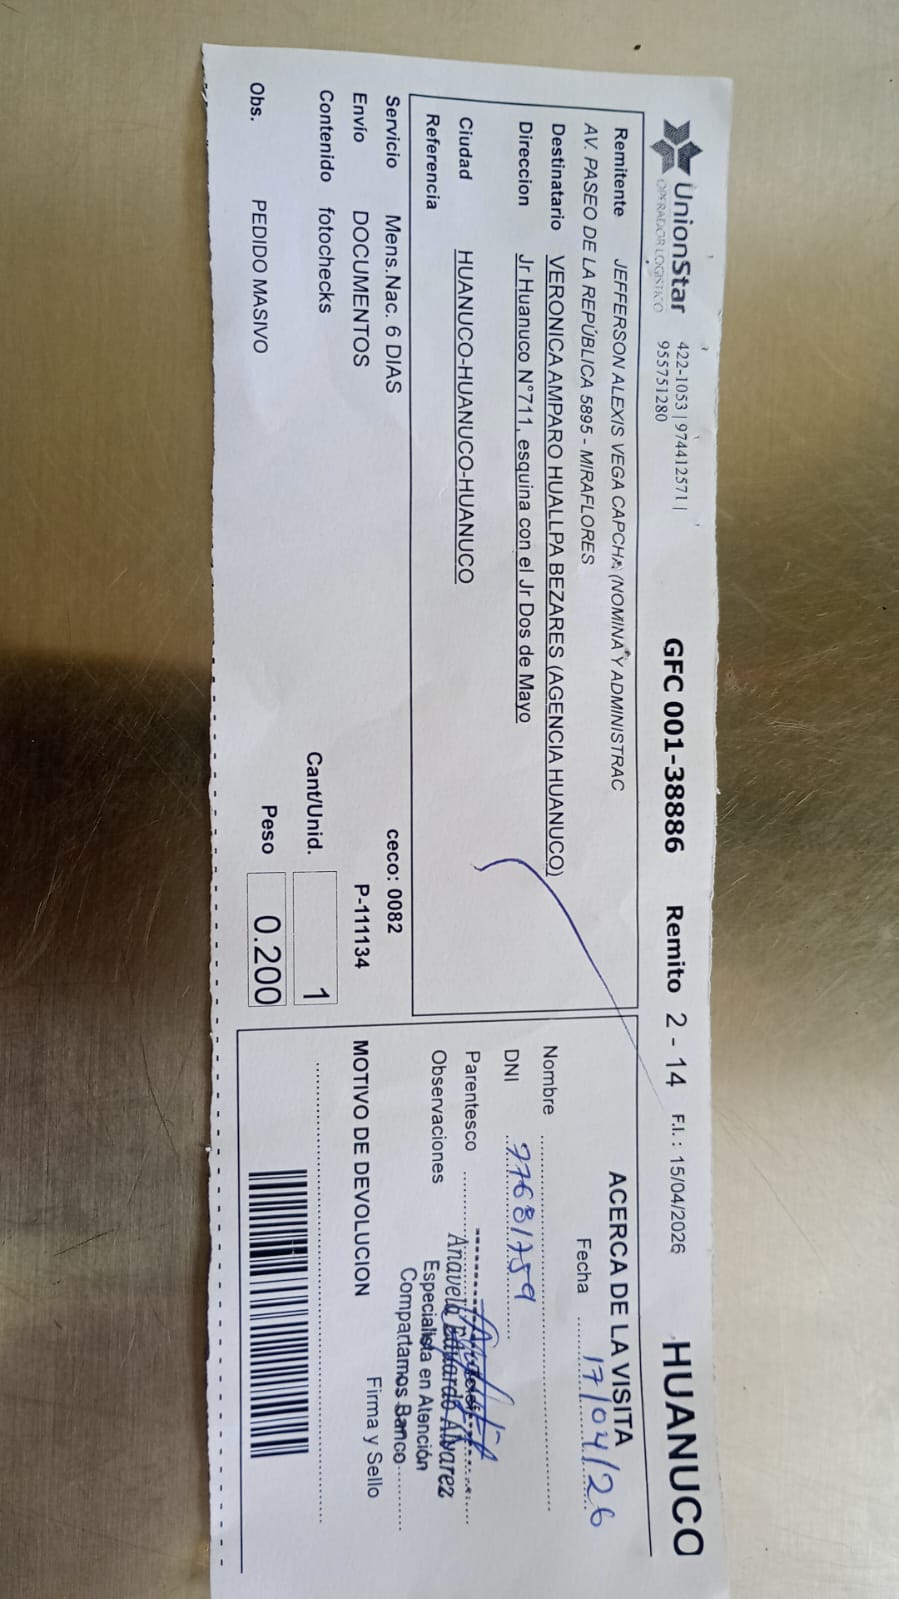 UnionStar
OPERADOR LOGISTICO
422-1053 | 974412571 |
955751280
GFC 001-38886 Remito 2 - 14 F.I.: 15/04/2026 HUANUCO
Remitente JEFFERSON ALEXIS VEGA CAPCHA (NOMINA Y ADMINISTRAC
AV. PASEO DE LA REPÚBLICA 5895 - MIRAFLORES
Destinatario VERONICA AMPARO HUALLPA BEZARES (AGENCIA HUANUCO)
Direccion Jr Huanuco N°711, esquina con el Jr Dos de Mayo
Ciudad HUANUCO-HUANUCO-HUANUCO
Referencia
Servicio Mens.Nac. 6 DIAS ceco: 0082
Envío DOCUMENTOS P-111134
Contenido fotochecks Cant/Unid. 1
Obs. PEDIDO MASIVO Peso 0.200
ACERCA DE LA VISITA
Fecha 17/04/26
Nombre
DNI 77681759
Parentesco
Observaciones
Anavela Eduardo Alvarez
Especialista en Atención
Compartamos Banco
MOTIVO DE DEVOLUCION Firma y Sello